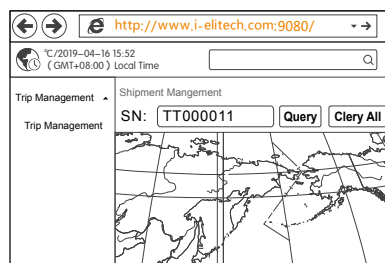 http://www.i-elitech.com:9080/
℃/2019-04-16 15:52
( GMT+08:00 ) Local Time
Trip Management
Trip Management
Shipment Mangement
SN: TT000011 Query Clery All